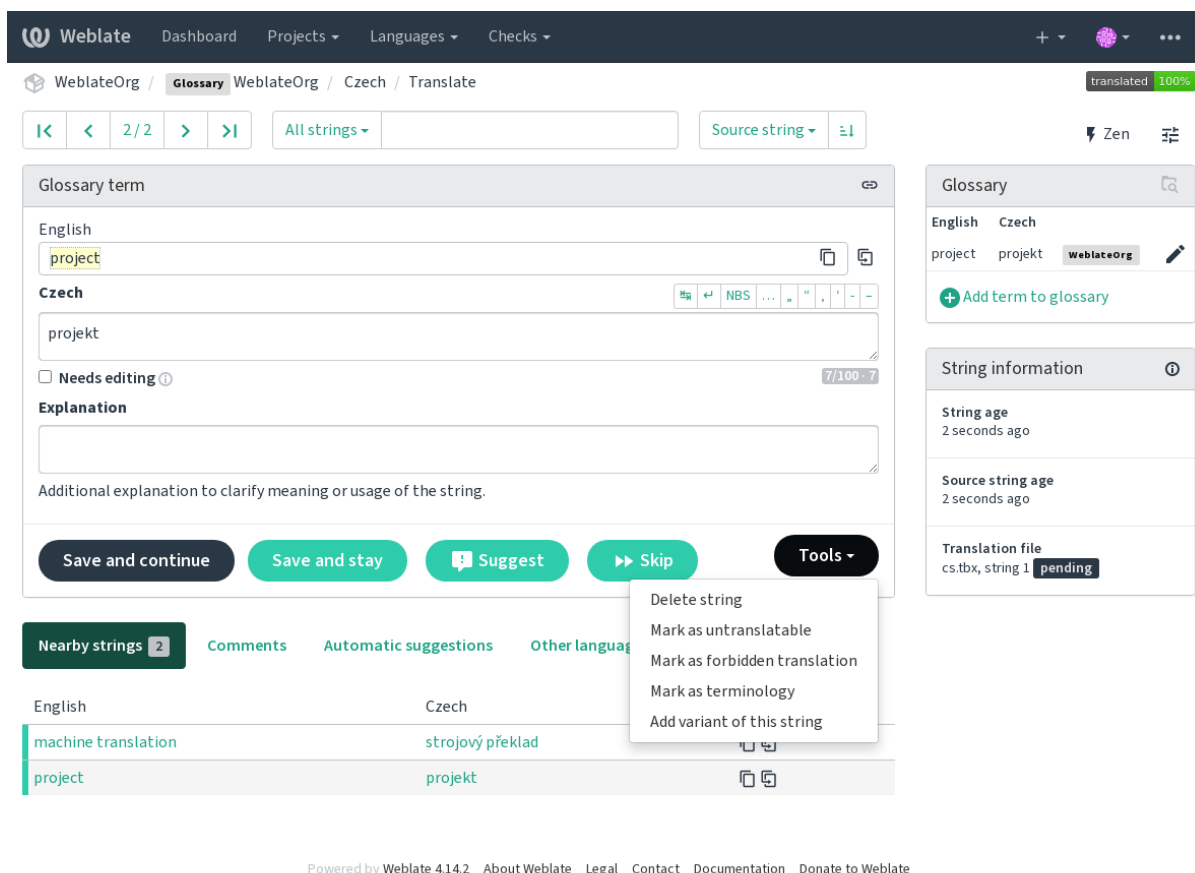 Weblate Dashboard Projects Languages Checks
WeblateOrg / Glossary WeblateOrg / Czech / Translate translated 100%
2 / 2 All strings Source string Zen
Glossary term
English
project
Czech
NBS … „ “ ‚ ‘ - –
projekt
Needs editing 7/100 · 7
Explanation
Additional explanation to clarify meaning or usage of the string.
Save and continue Save and stay Suggest Skip Tools
Delete string
Mark as untranslatable
Mark as forbidden translation
Mark as terminology
Add variant of this string
Nearby strings 2 Comments Automatic suggestions Other
English Czech
machine translation strojový překlad
project projekt
Glossary
English Czech
project projekt WeblateOrg
Add term to glossary
String information
String age
2 seconds ago
Source string age
2 seconds ago
Translation file
cs.tbx, string 1 pending
Powered by Weblate 4.14.2 About Weblate Legal Contact Documentation Donate to Weblate